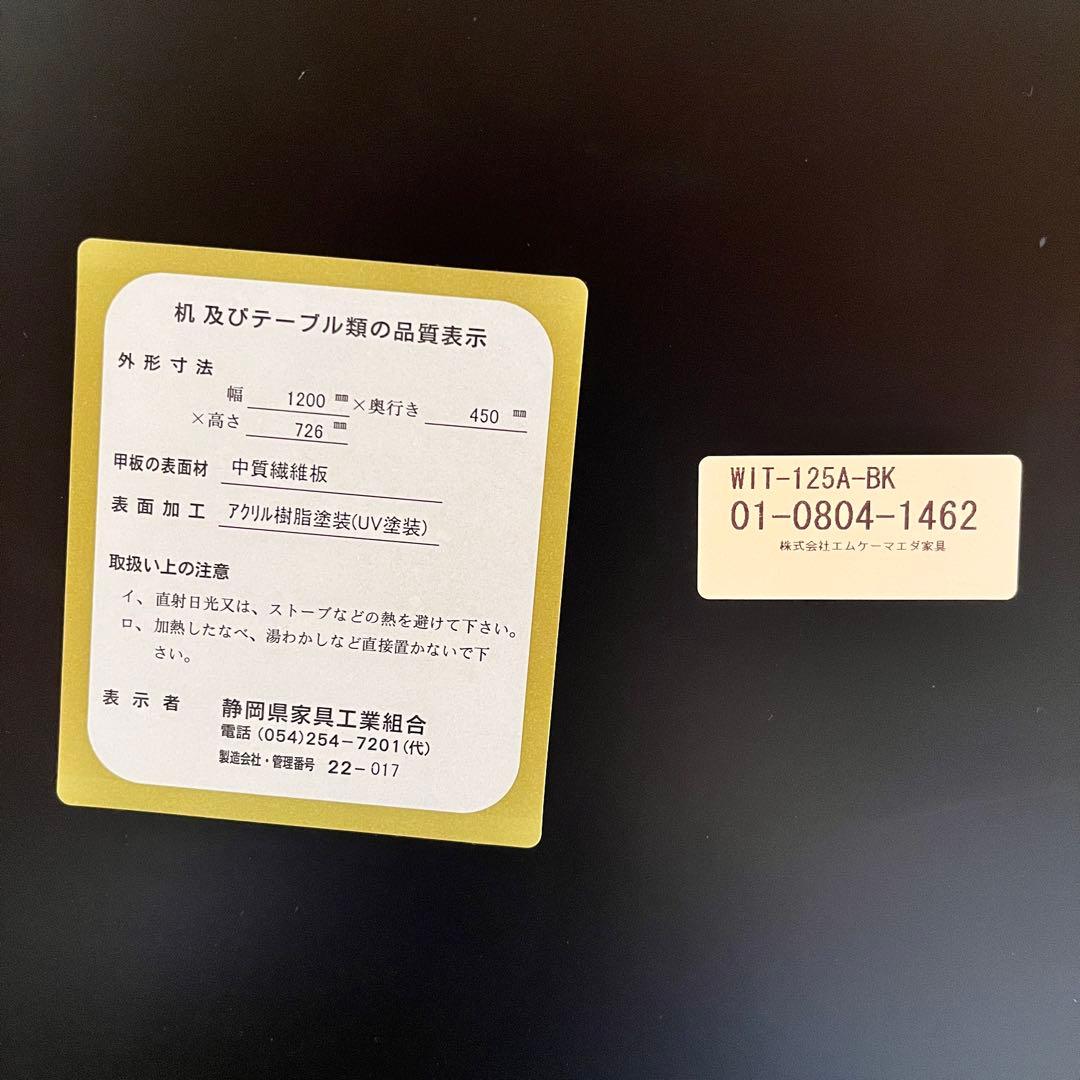 机及びテーブル類の品質表示
外形寸法
幅 1200 ㎜ ×奥行き 450 ㎜
×高さ 726 ㎜
甲板の表面材 中質繊維板
表面加工 アクリル樹脂塗装(UV塗装)
取扱い上の注意
イ、直射日光又は、ストーブなどの熱を避けて下さい。
ロ、加熱したなべ、湯わかしなど直接置かないで下
さい。
表示者 静岡県家具工業組合
電話 (054)254-7201(代)
製造会社・管理番号 22-017
WIT-125A-BK
01-0804-1462
株式会社エムケーマエダ家具